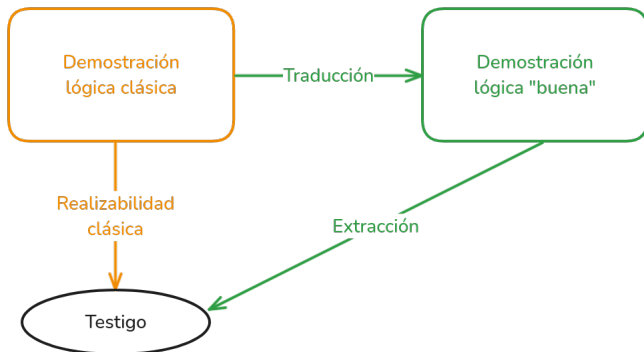 Demostración
lógica clásica
Traducción
Demostración
lógica "buena"
Realizabilidad
clásica
Extracción
Testigo